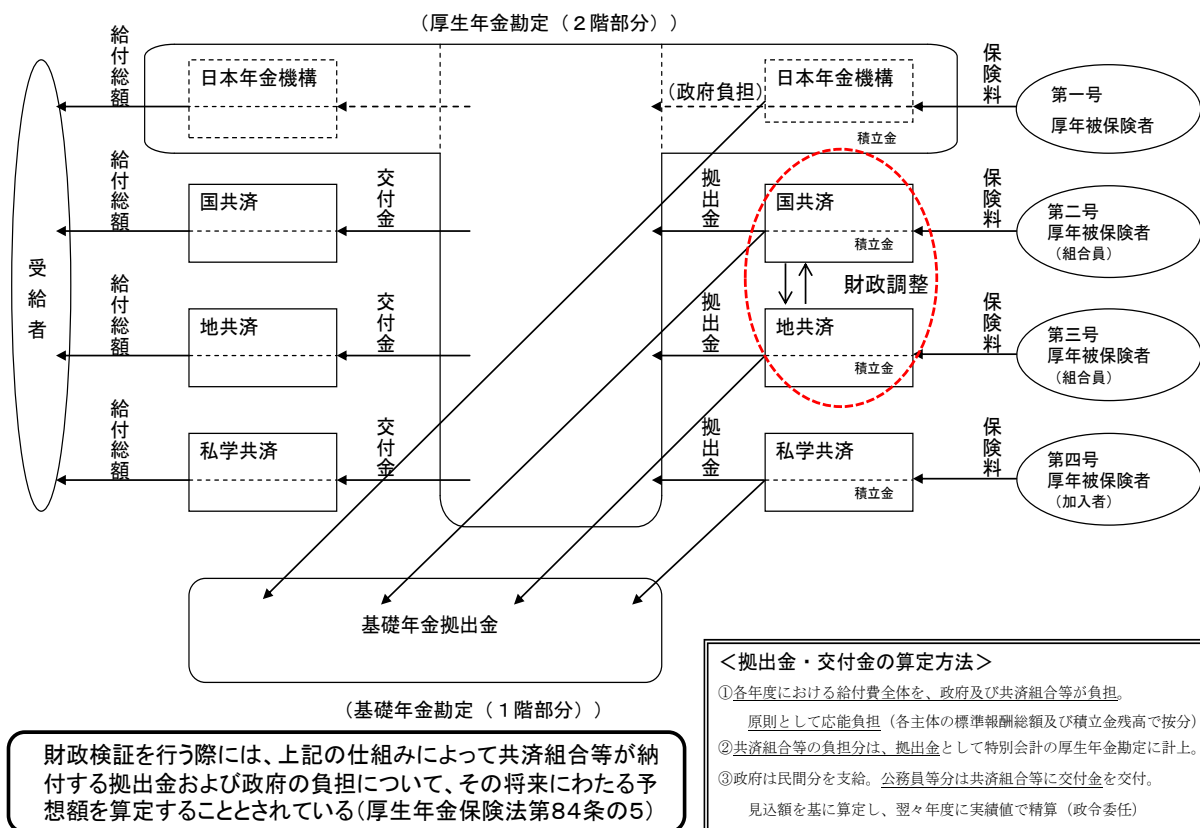 （厚生年金勘定（２階部分））
給付総額
日本年金機構
（政府負担）
日本年金機構
積立金
保険料
第一号
厚年被保険者
給付総額
国共済
交付金
拠出金
国共済
積立金
保険料
第二号
厚年被保険者
（組合員）
受給者
財政調整
給付総額
地共済
交付金
拠出金
地共済
積立金
保険料
第三号
厚年被保険者
（組合員）
給付総額
私学共済
交付金
拠出金
私学共済
積立金
保険料
第四号
厚年被保険者
（加入者）
基礎年金拠出金
（基礎年金勘定（１階部分））
財政検証を行う際には、上記の仕組みによって共済組合等が納
付する拠出金および政府の負担について、その将来にわたる予
想額を算定することとされている（厚生年金保険法第84条の５）
＜拠出金・交付金の算定方法＞
①各年度における給付費全体を、政府及び共済組合等が負担。
原則として応能負担（各主体の標準報酬総額及び積立金残高で按分）
②共済組合等の負担分は、拠出金として特別会計の厚生年金勘定に計上。
③政府は民間分を支給。公務員等分は共済組合等に交付金を交付。
見込額を基に算定し、翌々年度に実績値で精算（政令委任）